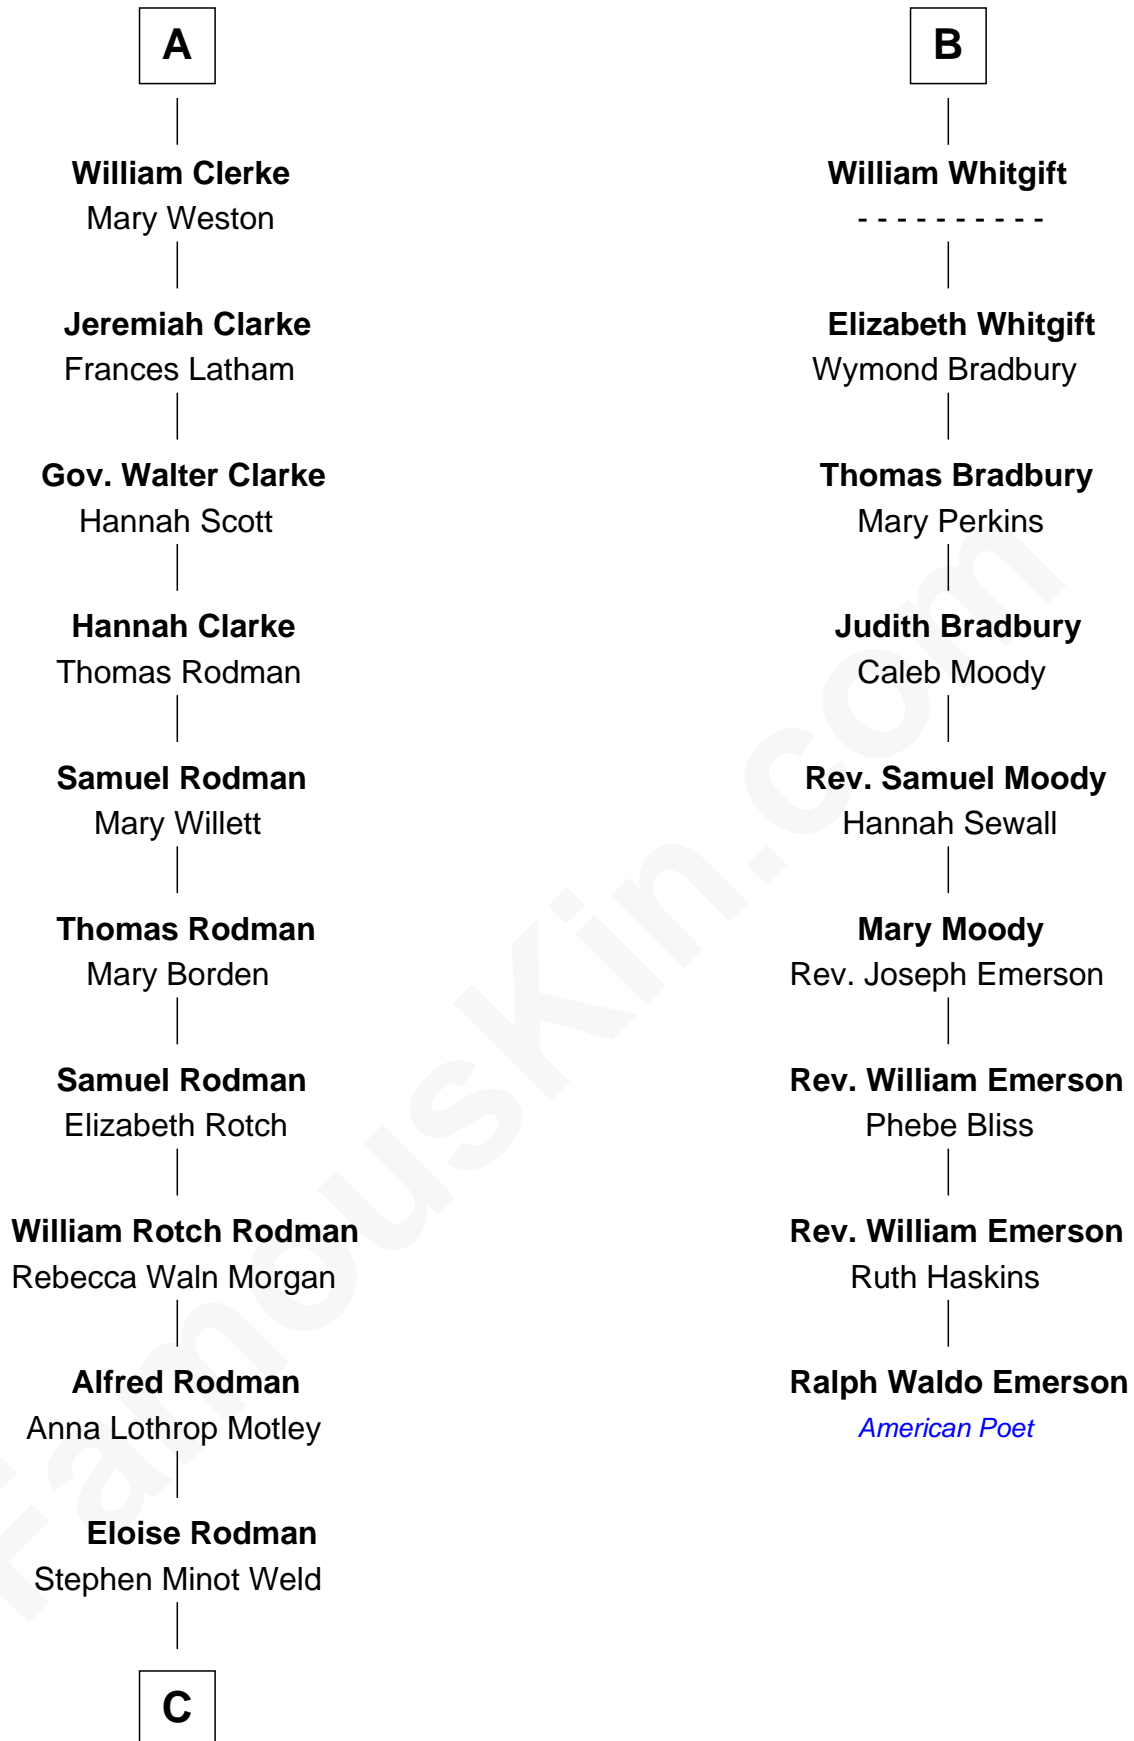 A
William Clerke
Mary Weston
Jeremiah Clarke
Frances Latham
Gov. Walter Clarke
Hannah Scott
Hannah Clarke
Thomas Rodman
Samuel Rodman
Mary Willett
Thomas Rodman
Mary Borden
Samuel Rodman
Elizabeth Rotch
William Rotch Rodman
Rebecca Waln Morgan
Alfred Rodman
Anna Lothrop Motley
Eloise Rodman
Stephen Minot Weld
C
B
William Whitgift
- - - - - - - - - -
Elizabeth Whitgift
Wymond Bradbury
Thomas Bradbury
Mary Perkins
Judith Bradbury
Caleb Moody
Rev. Samuel Moody
Hannah Sewall
Mary Moody
Rev. Joseph Emerson
Rev. William Emerson
Phebe Bliss
Rev. William Emerson
Ruth Haskins
Ralph Waldo Emerson
American Poet
FamousKin.com